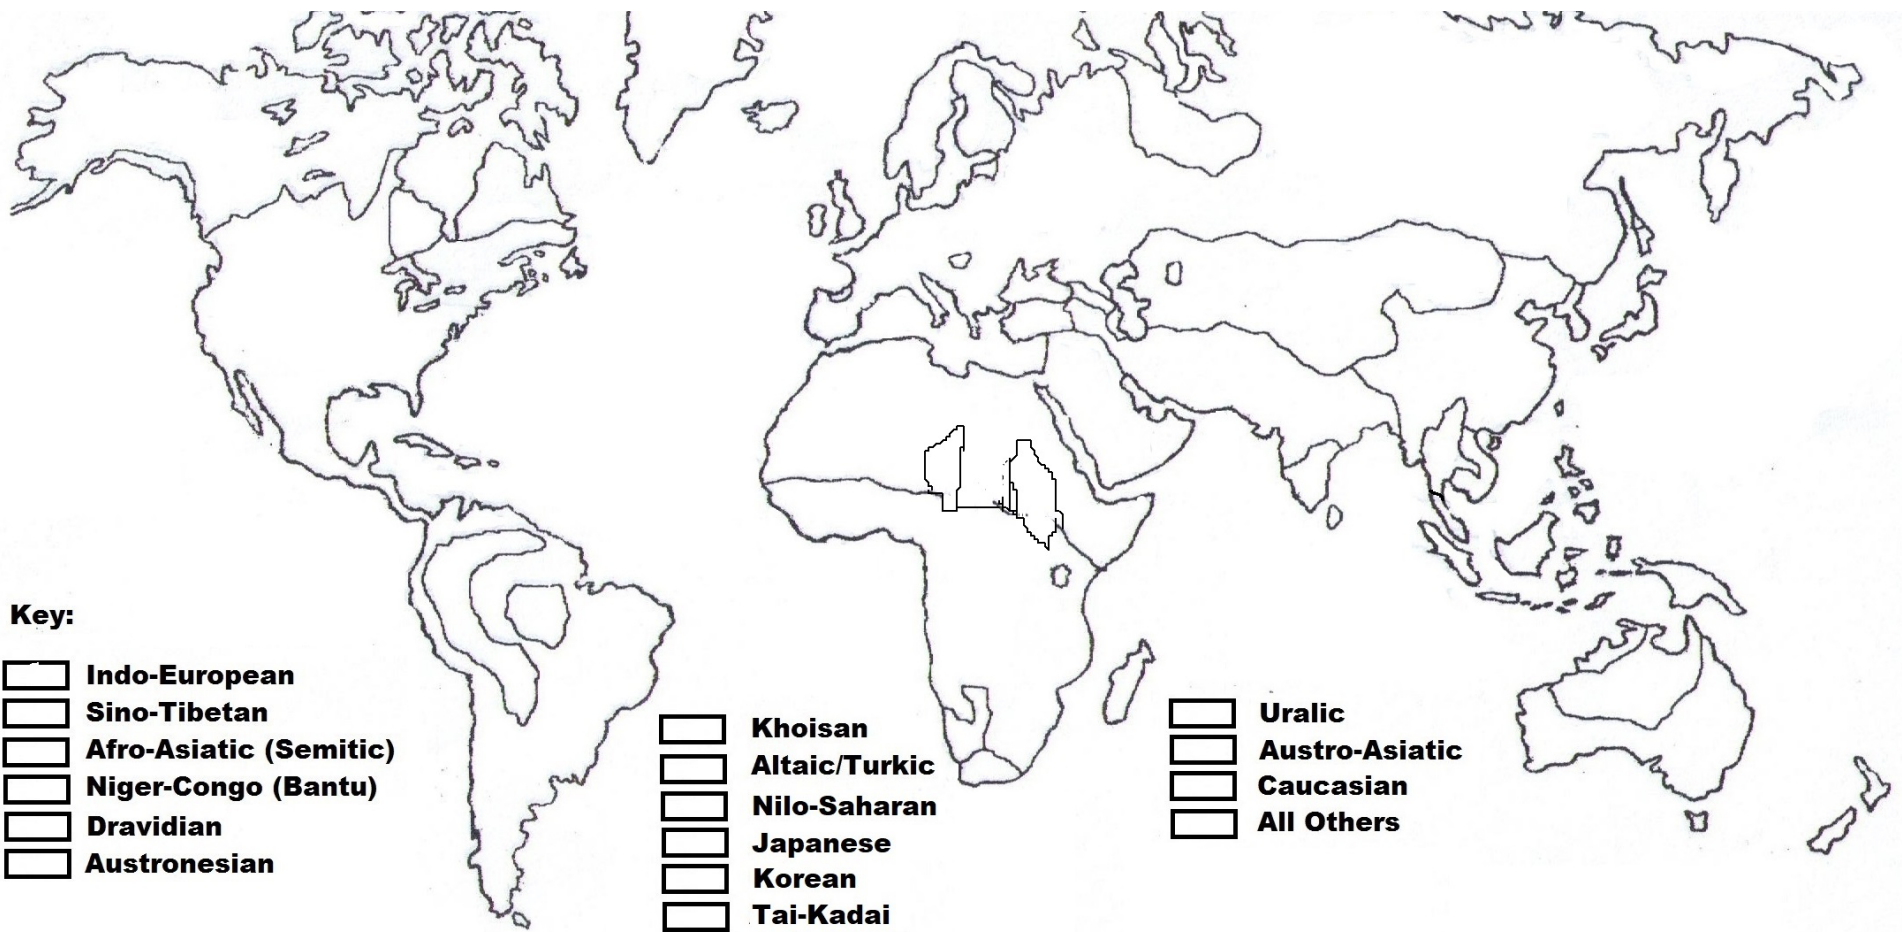 Key:
Indo-European
Sino-Tibetan
Afro-Asiatic (Semitic)
Niger-Congo (Bantu)
Dravidian
Austronesian
Khoisan
Altaic/Turkic
Nilo-Saharan
Japanese
Korean
Tai-Kadai
Uralic
Austro-Asiatic
Caucasian
All Others